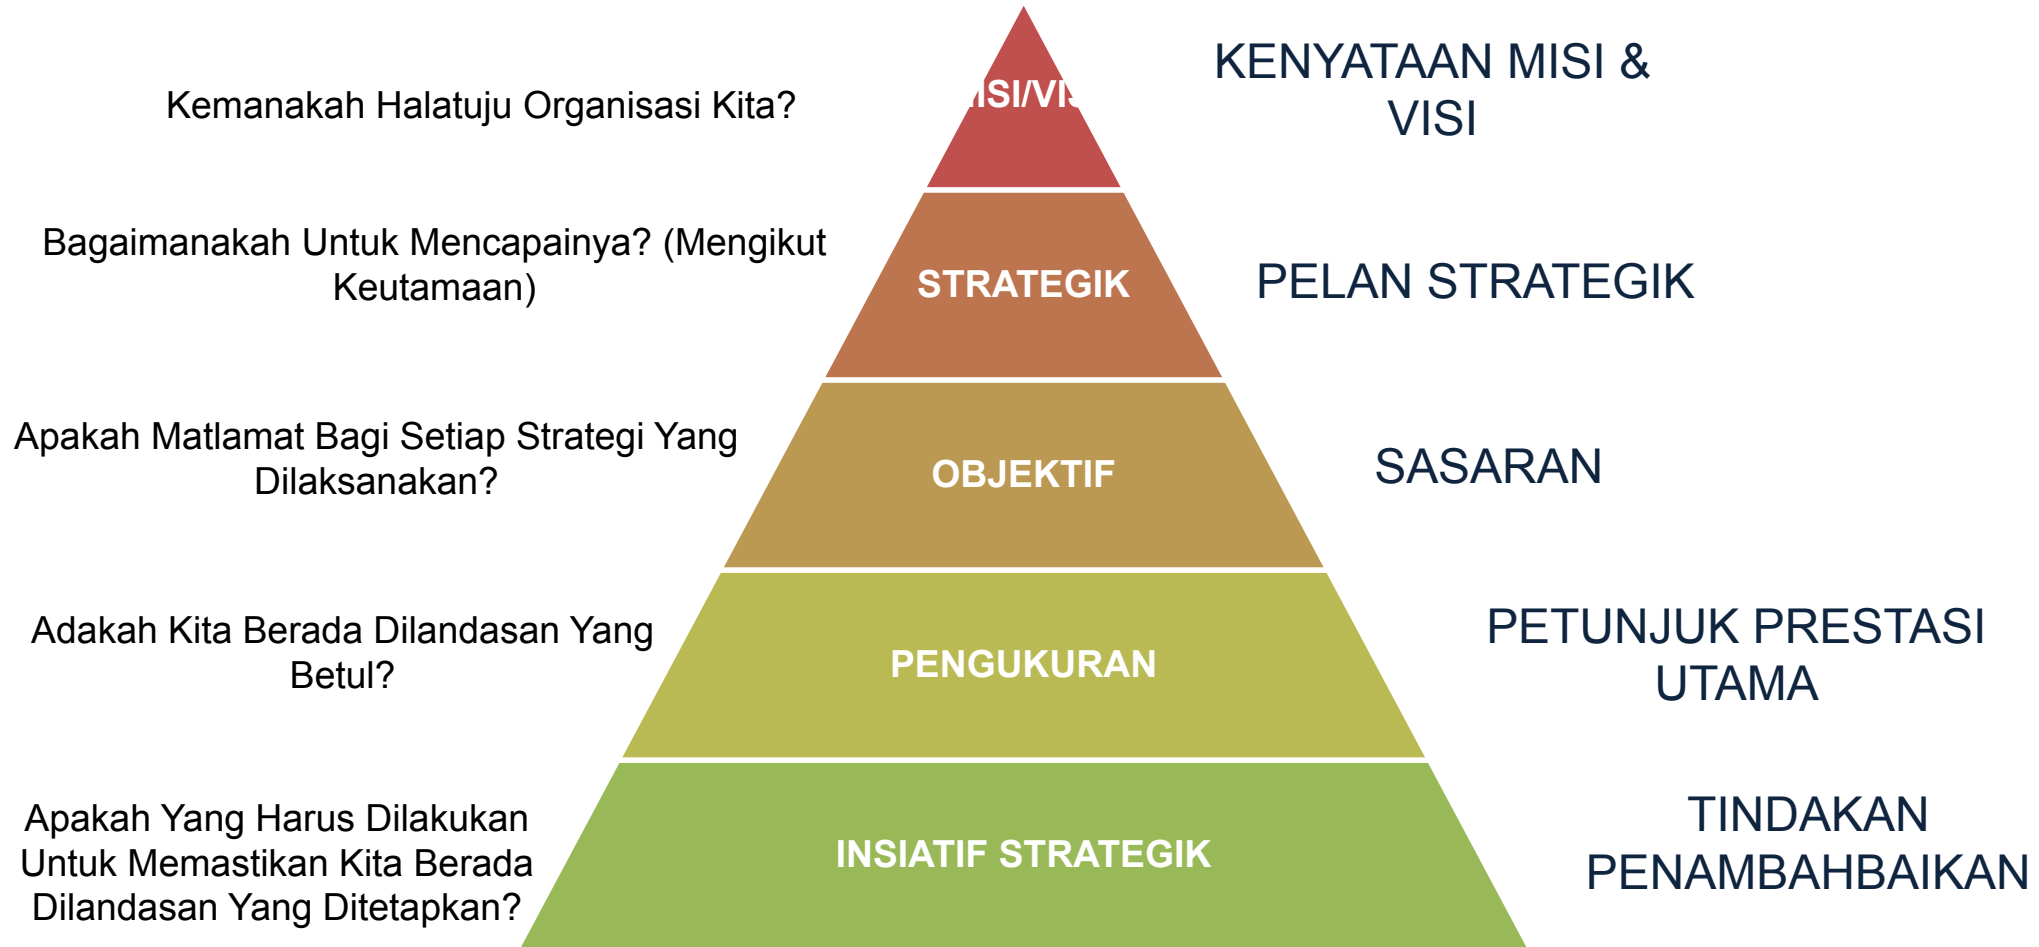 Kemanakah Halatuju Organisasi Kita?
ISI/VIS
KENYATAAN MISI &
VISI
Bagaimanakah Untuk Mencapainya? (Mengikut
Keutamaan)
STRATEGIK
PELAN STRATEGIK
Apakah Matlamat Bagi Setiap Strategi Yang
Dilaksanakan?
OBJEKTIF
SASARAN
Adakah Kita Berada Dilandasan Yang
Betul?
PENGUKURAN
PETUNJUK PRESTASI
UTAMA
Apakah Yang Harus Dilakukan
Untuk Memastikan Kita Berada
Dilandasan Yang Ditetapkan?
INSIATIF STRATEGIK
TINDAKAN
PENAMBAHBAIKAN